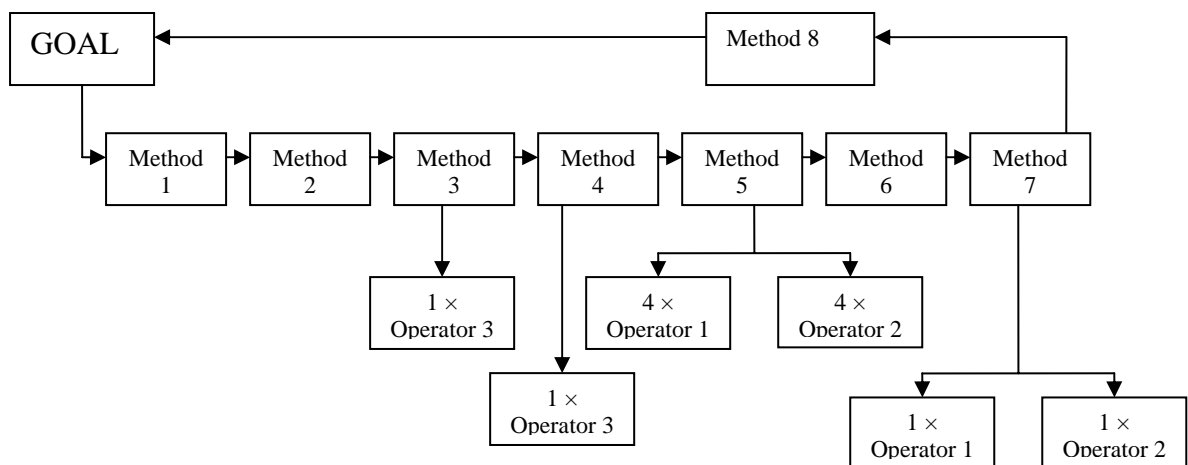 GOAL
Method 8
Method
1
Method
2
Method
3
Method
4
Method
5
Method
6
Method
7
1 ×
Operator 3
4 ×
Operator 1
4 ×
Operator 2
1 ×
Operator 3
1 ×
Operator 1
1 ×
Operator 2